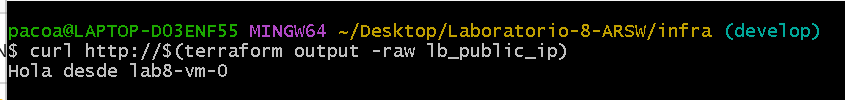 pacoa@LAPTOP-DO3ENF55 MINGW64 ~/Desktop/Laboratorio-8-ARSW/infra (develop)
$ curl http://$(terraform output -raw lb_public_ip)
Hola desde lab8-vm-0